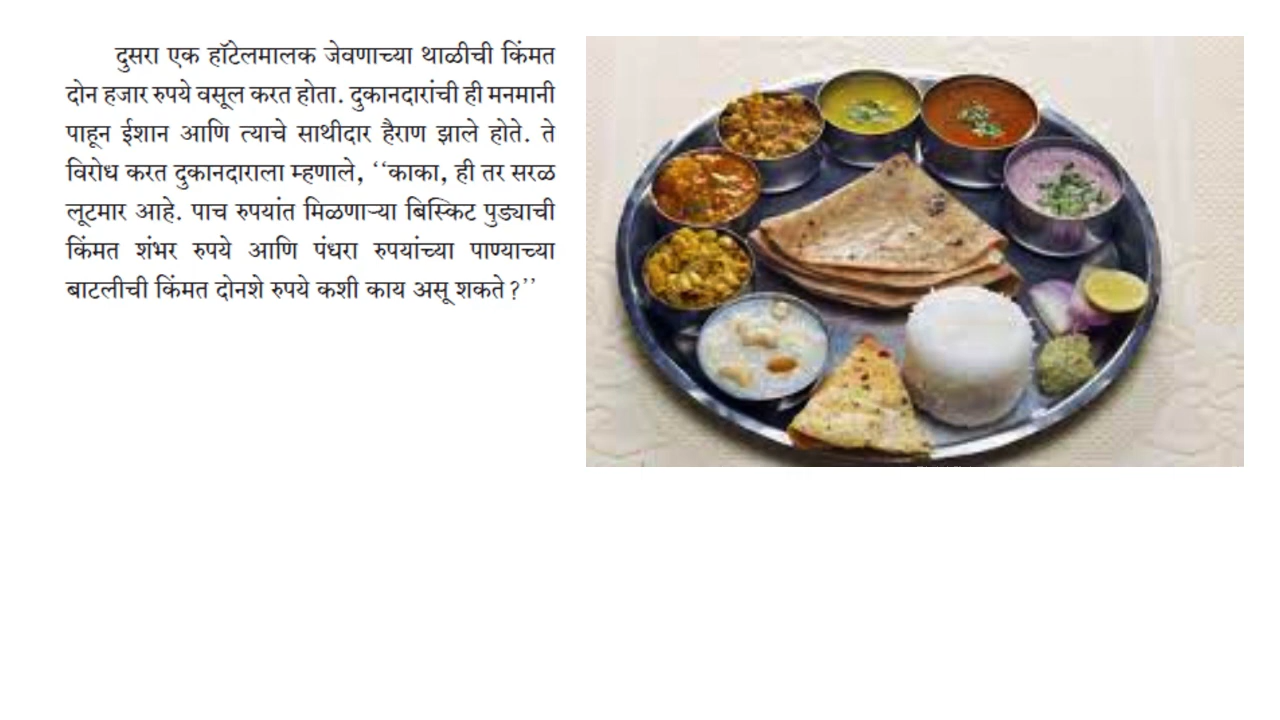 दुसरा एक हॉटेलमालक जेवणाच्या थाळीची किंमत
दोन हजार रुपये वसूल करत होता. दुकानदारांची ही मनमानी
पाहून ईशान आणि त्याचे साथीदार हैराण झाले होते. ते
विरोध करत दुकानदाराला म्हणाले, ‘‘काका, ही तर सरळ
लूटमार आहे. पाच रुपयांत मिळणाऱ्या बिस्किट पुड्याची
किंमत शंभर रुपये आणि पंधरा रुपयांच्या पाण्याच्या
बाटलीची किंमत दोनशे रुपये कशी काय असू शकते ?’’